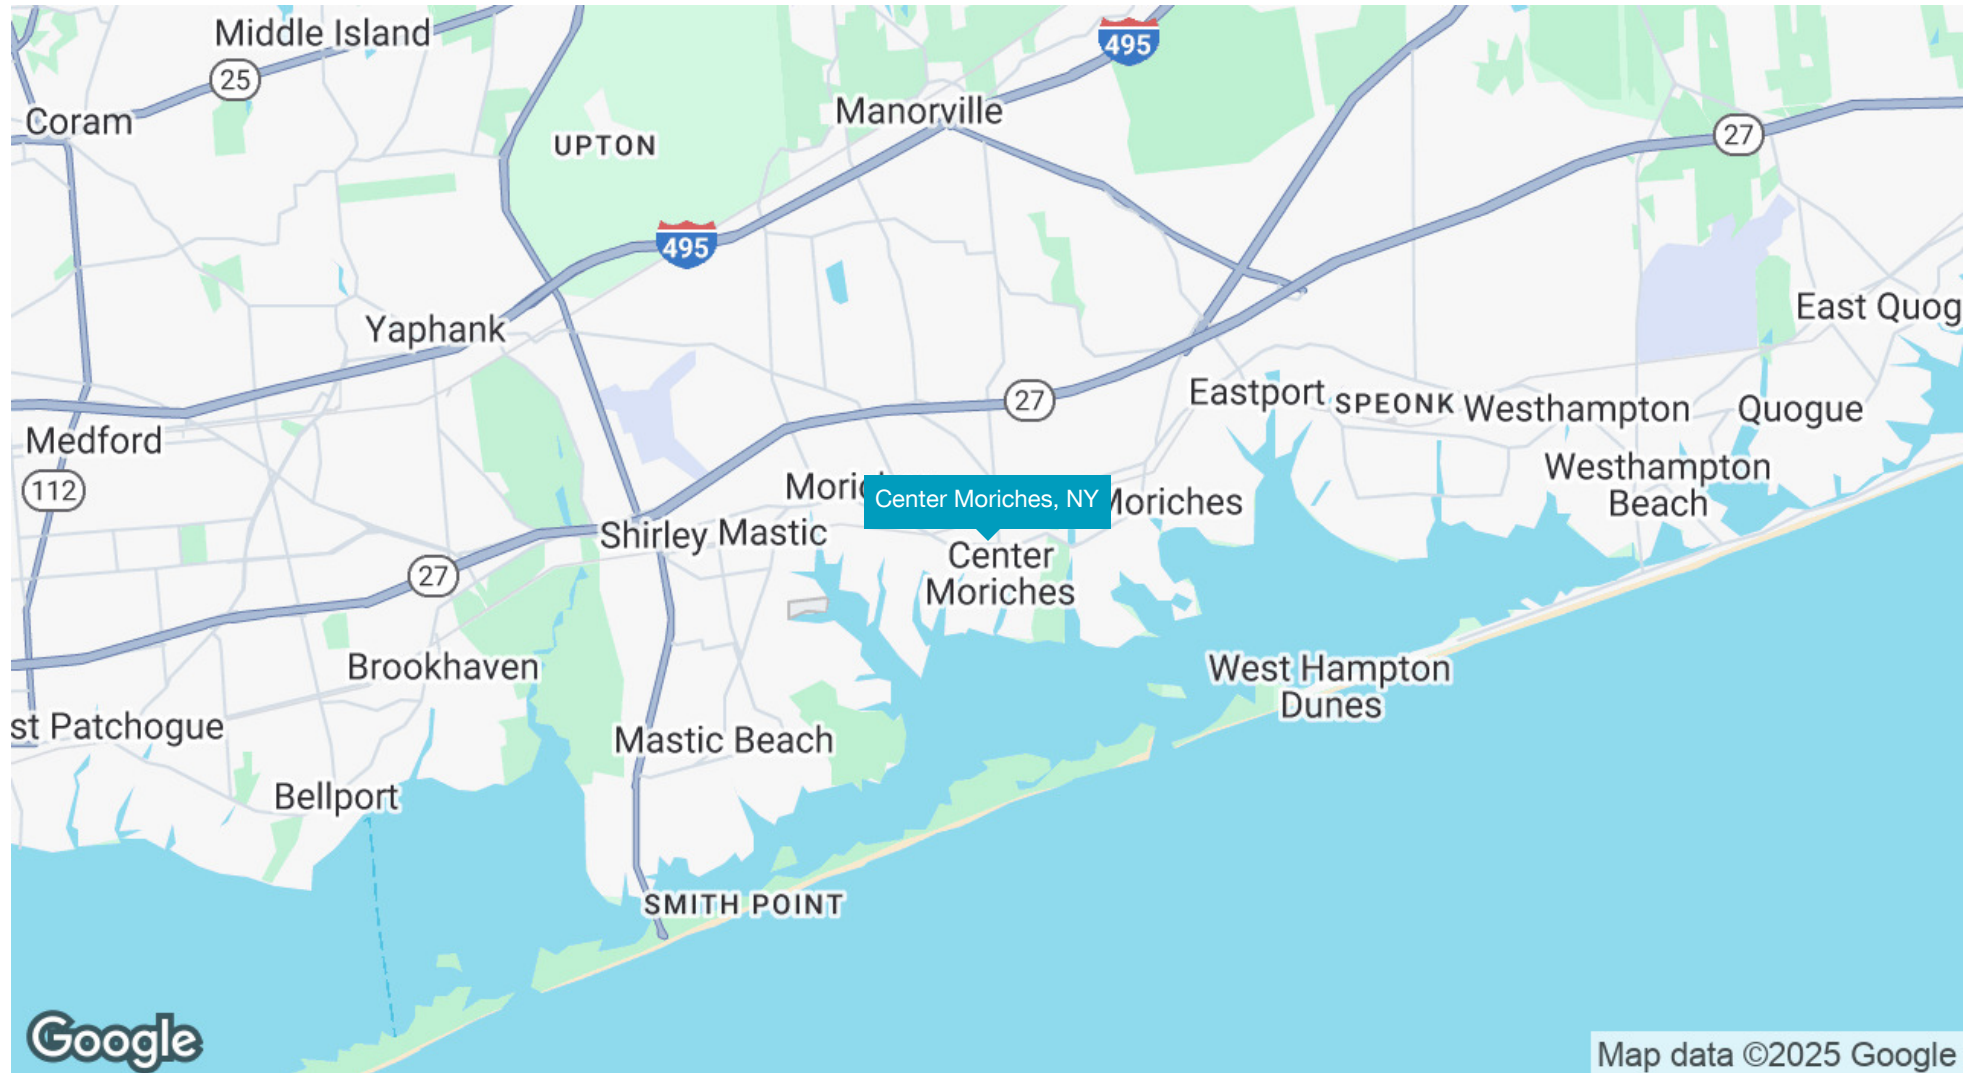 Middle Island
495
25
Coram
Manorville
27
UPTON
495
Yaphank
East Quog
27
Eastport
SPEONK
Westhampton
Quogue
Medford
112
Westhampton
Beach
Center Moriches, NY
Moriches
Shirley
Mastic
Center
Moriches
27
Brookhaven
West Hampton
Dunes
st Patchogue
Mastic Beach
Bellport
SMITH POINT
Google
Map data ©2025 Google